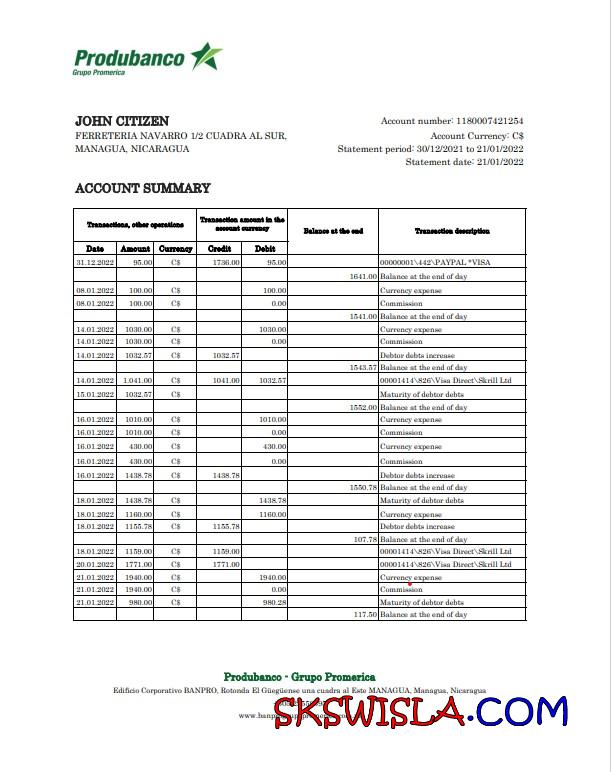 Produbanco
Grupo Promerica
JOHN CITIZEN
FERRETERIA NAVARRO 1/2 CUADRA AL SUR,
MANAGUA, NICARAGUA
Account number: 1180007421254
Account Currency: C$
Statement period: 30/12/2021 to 21/01/2022
Statement date: 21/01/2022
ACCOUNT SUMMARY
Transactions, other operations Transaction amount in the account currency Balance at the end Transaction description
Date Amount Currency Credit Debit
31.12.2022 95.00 C$ 1736.00 95.00 00000001\442\PAYPAL *VISA
1641.00 Balance at the end of day
08.01.2022 100.00 C$ 100.00 Currency expense
08.01.2022 100.00 C$ 0.00 Commission
1541.00 Balance at the end of day
14.01.2022 1030.00 C$ 1030.00 Currency expense
14.01.2022 1030.00 C$ 0.00 Commission
14.01.2022 1032.57 C$ 1032.57 Debtor debts increase
1543.57 Balance at the end of day
14.01.2022 1.041.00 C$ 1041.00 1032.57 00001414\826\Visa Direct\Skrill Ltd
15.01.2022 1032.57 C$ Maturity of debtor debts
1552.00 Balance at the end of day
16.01.2022 1010.00 C$ 1010.00 Currency expense
16.01.2022 1010.00 C$ 0.00 Commission
16.01.2022 430.00 C$ 430.00 Currency expense
16.01.2022 430.00 C$ 0.00 Commission
16.01.2022 1438.78 C$ 1438.78 Debtor debts increase
1550.78 Balance at the end of day
18.01.2022 1438.78 C$ 1438.78 Maturity of debtor debts
18.01.2022 1160.00 C$ 1160.00 Currency expense
18.01.2022 1155.78 C$ 1155.78 Debtor debts increase
107.78 Balance at the end of day
18.01.2022 1159.00 C$ 1159.00 00001414\826\Visa Direct\Skrill Ltd
20.01.2022 1771.00 C$ 1771.00 00001414\826\Visa Direct\Skrill Ltd
21.01.2022 1940.00 C$ 1940.00 Currency expense
21.01.2022 1940.00 C$ 0.00 Commission
21.01.2022 980.00 C$ 980.28 Maturity of debtor debts
117.50 Balance at the end of day
Produbanco - Grupo Promerica
Edificio Corporativo BANPRO, Rotonda El Güegüense una cuadra al Este MANAGUA, Managua, Nicaragua
SKSWISLA.COM